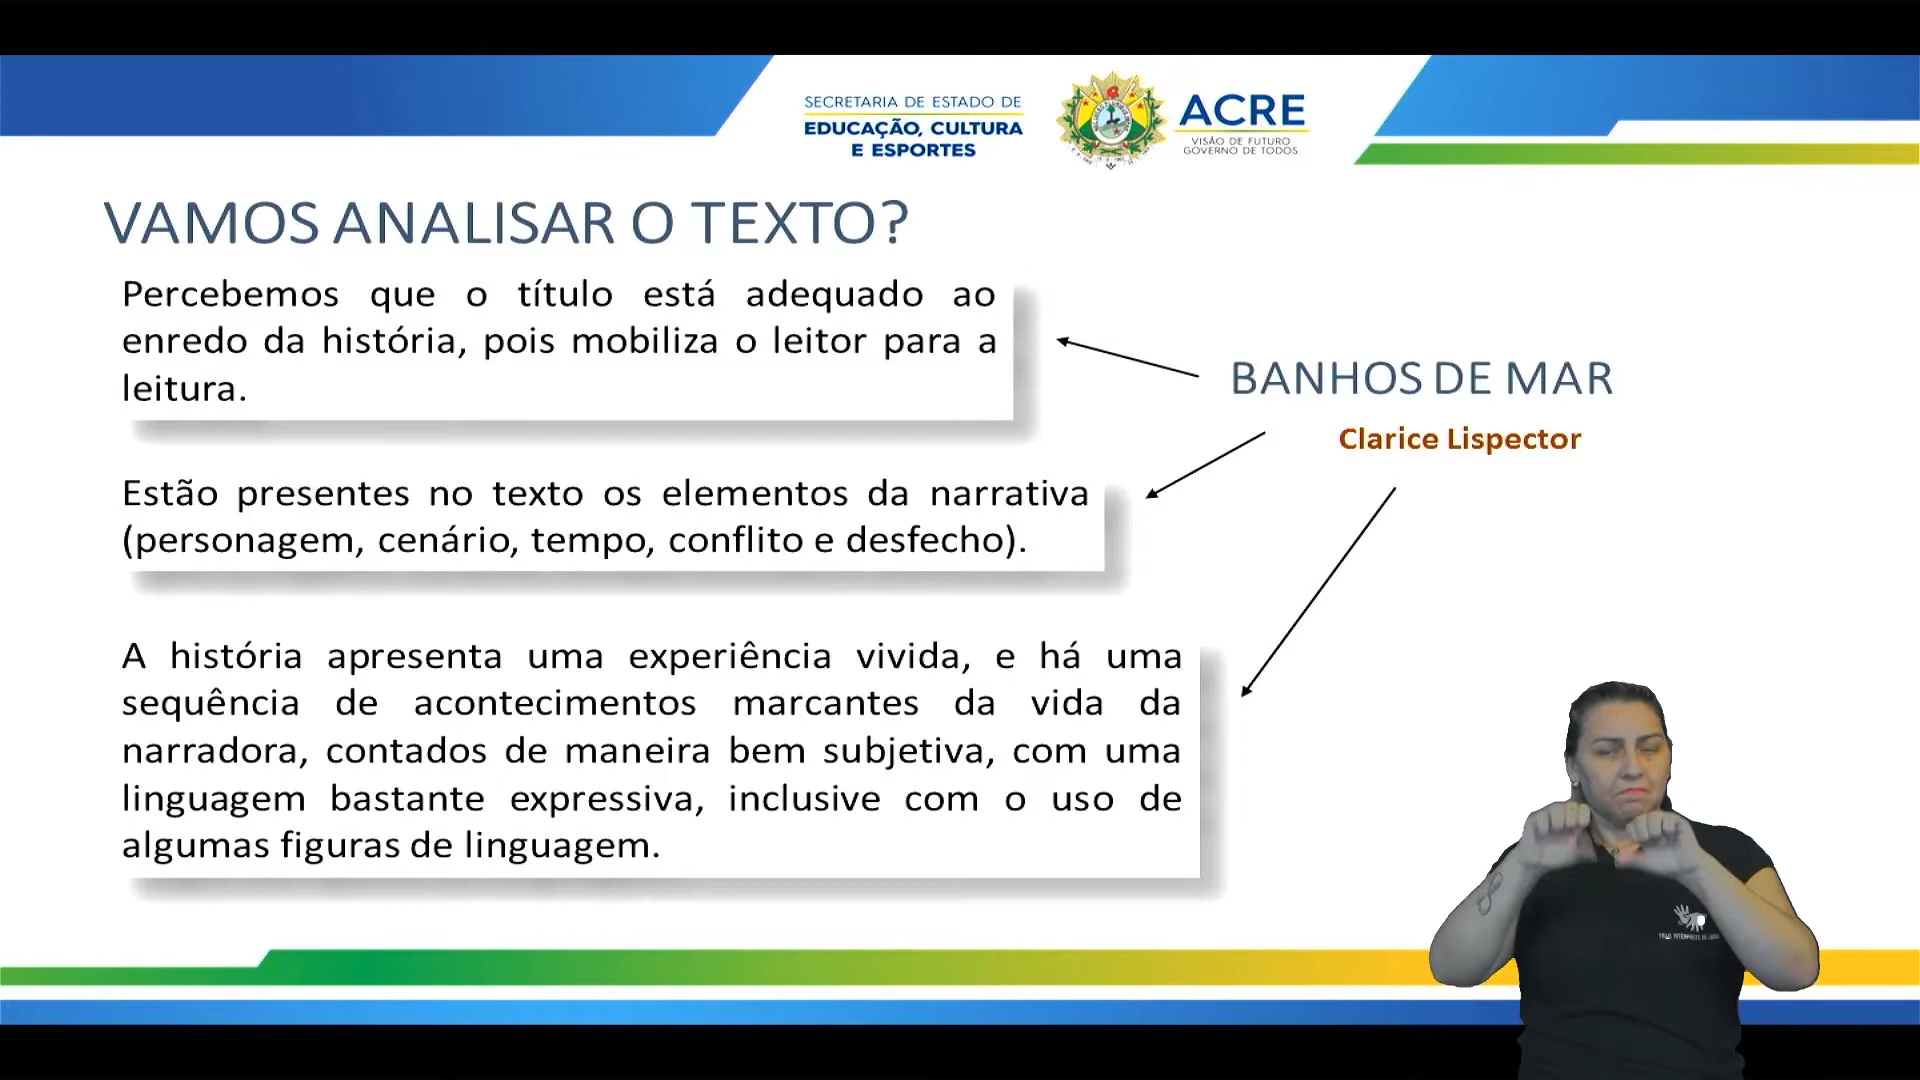 SECRETARIA DE ESTADO DE
EDUCAÇÃO, CULTURA
E ESPORTES
ACRE
VISÃO DE FUTURO
GOVERNO DE TODOS
VAMOS ANALISAR O TEXTO?
Percebemos que o título está adequado ao
enredo da história, pois mobiliza o leitor para a
leitura.
BANHOS DE MAR
Clarice Lispector
Estão presentes no texto os elementos da narrativa
(personagem, cenário, tempo, conflito e desfecho).
A história apresenta uma experiência vivida, e há uma
sequência de acontecimentos marcantes da vida da
narradora, contados de maneira bem subjetiva, com uma
linguagem bastante expressiva, inclusive com o uso de
algumas figuras de linguagem.